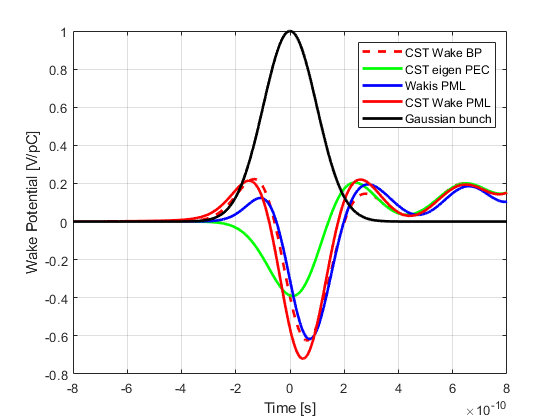 1
0.8
0.6
0.4
0.2
0
-0.2
-0.4
-0.6
-0.8
Wake Potential [V/pC]
CST Wake BP
CST eigen PEC
Wakis PML
CST Wake PML
Gaussian bunch
-8 -6 -4 -2 0 2 4 6 8
Time [s]
×10-10